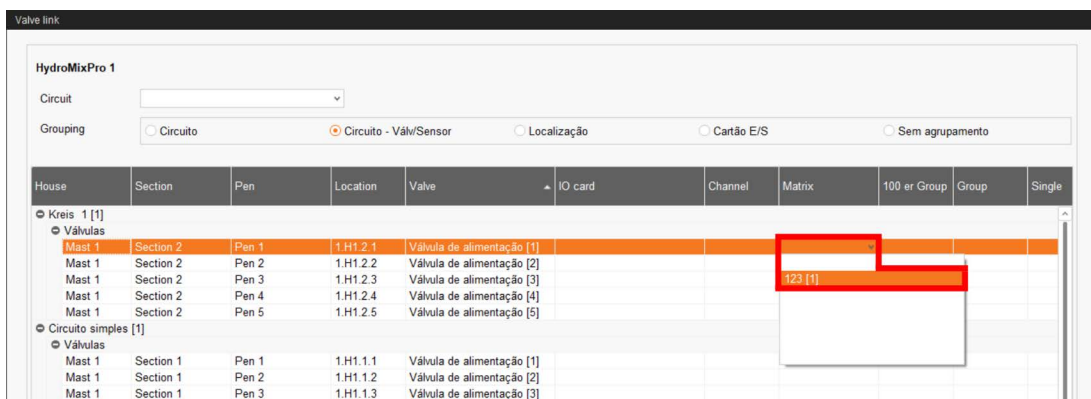 Valve link
HydroMixPro 1
Circuit
Grouping Circuito Circuito - Válv/Sensor Localização Cartão E/S Sem agrupamento
House Section Pen Location Valve IO card Channel Matrix 100 er Group Group Single
Kreis 1 [1]
Válvulas
Mast 1 Section 2 Pen 1 1.H1.2.1 Válvula de alimentação [1]
Mast 1 Section 2 Pen 2 1.H1.2.2 Válvula de alimentação [2]
Mast 1 Section 2 Pen 3 1.H1.2.3 Válvula de alimentação [3] 123 [1]
Mast 1 Section 2 Pen 4 1.H1.2.4 Válvula de alimentação [4]
Mast 1 Section 2 Pen 5 1.H1.2.5 Válvula de alimentação [5]
Circuito simples [1]
Válvulas
Mast 1 Section 1 Pen 1 1.H1.1.1 Válvula de alimentação [1]
Mast 1 Section 1 Pen 2 1.H1.1.2 Válvula de alimentação [2]
Mast 1 Section 1 Pen 3 1.H1.1.3 Válvula de alimentação [3]